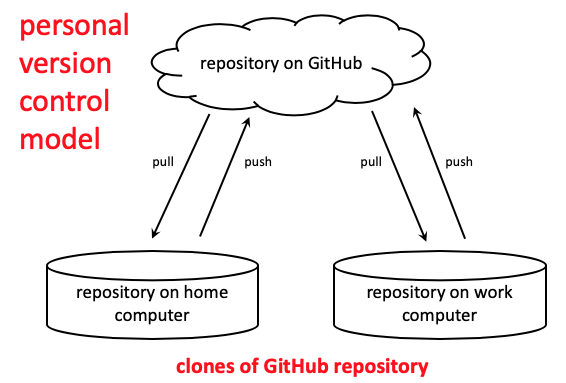 personal
version
control
model
repository on GitHub
pull
push
pull
push
repository on home
computer
repository on work
computer
clones of GitHub repository